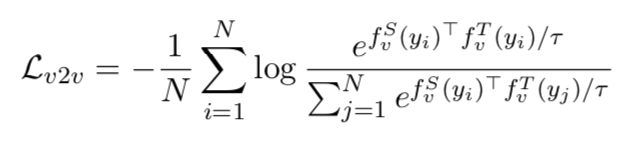 \mathcal{L}_{v2v} = -\frac{1}{N} \sum_{i=1}^{N} \log \frac{e^{f_v^S(y_i)^\top f_v^T(y_i)/\tau}}{\sum_{j=1}^{N} e^{f_v^S(y_i)^\top f_v^T(y_j)/\tau}}